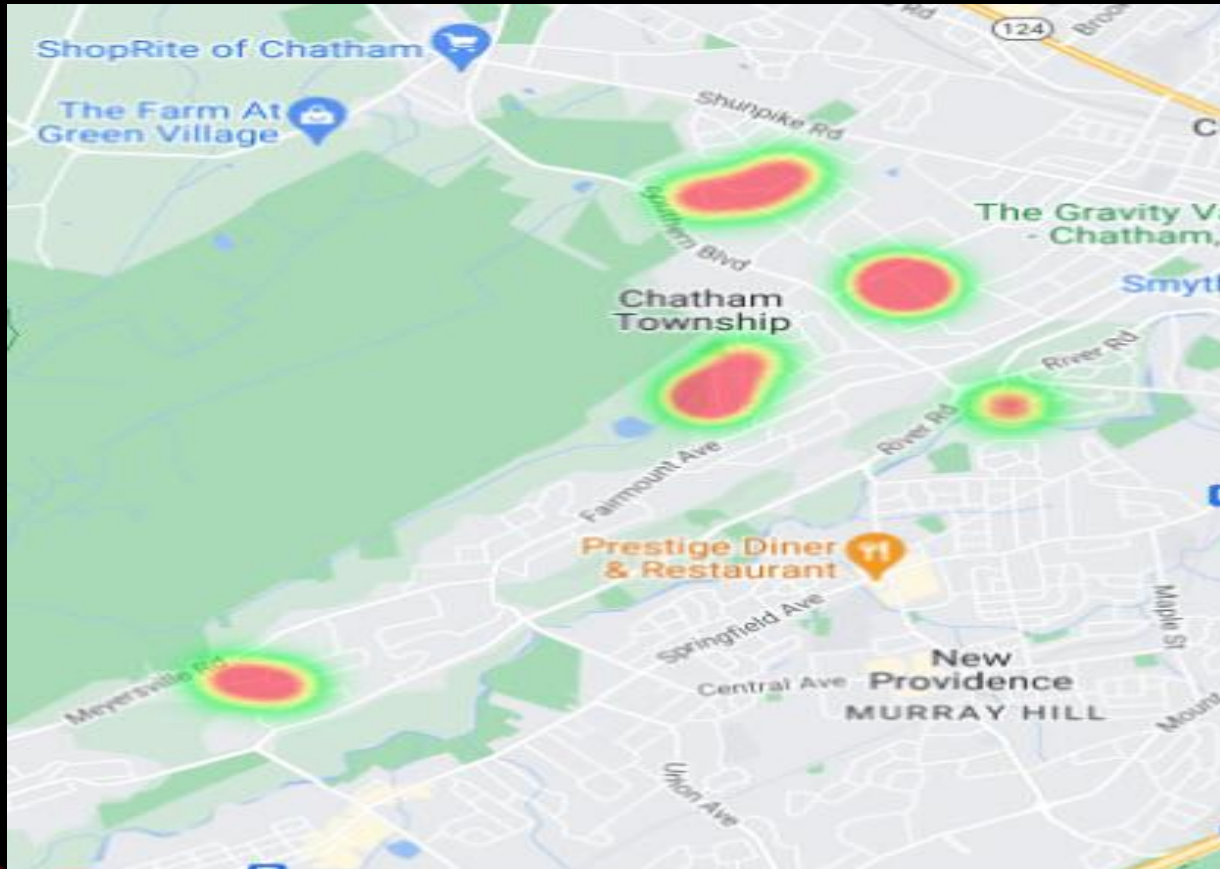 124
ShopRite of Chatham
The Farm At
Green Village
Shunpike Rd
The Gravity
- Chatham,
Southern Blvd
Chatham
Township
River Rd
River Rd
Fairmount Ave
Prestige Diner
& Restaurant
Springfield Ave
Maple St
New
Providence
Central Ave
MURRAY HILL
Meyersville Rd
Union Ave